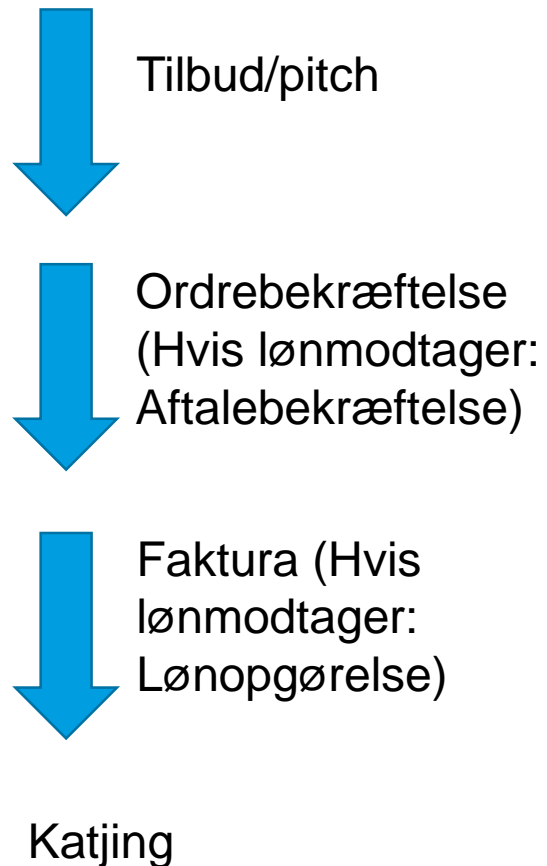 Tilbud/pitch
Ordrebekræftelse
(Hvis lønmodtager:
Aftalebekræftelse)
Faktura (Hvis
lønmodtager:
Lønopgørelse)
Katjing